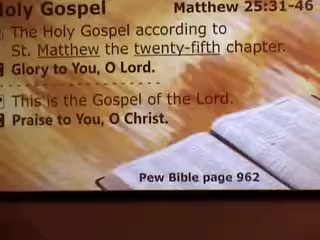 Holy Gospel Matthew 25:31-46
The Holy Gospel according to
St. Matthew the twenty-fifth chapter.
Glory to You, O Lord.
This is the Gospel of the Lord.
Praise to You, O Christ.
Pew Bible page 962